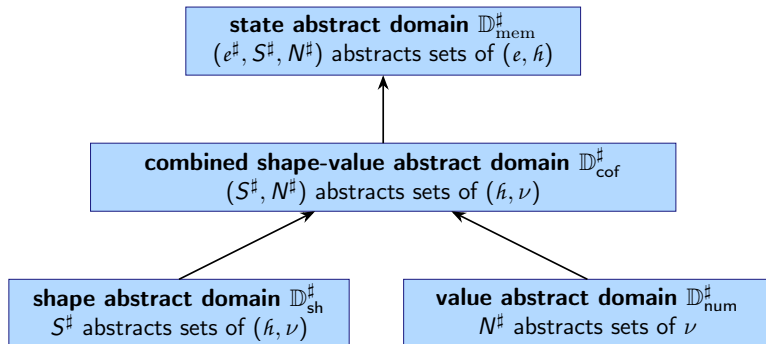 state abstract domain 𝔻♯mem
(e♯, S♯, N♯) abstracts sets of (e, ℏ)
combined shape-value abstract domain 𝔻♯cof
(S♯, N♯) abstracts sets of (ℏ, ν)
shape abstract domain 𝔻♯sh
S♯ abstracts sets of (ℏ, ν)
value abstract domain 𝔻♯num
N♯ abstracts sets of ν